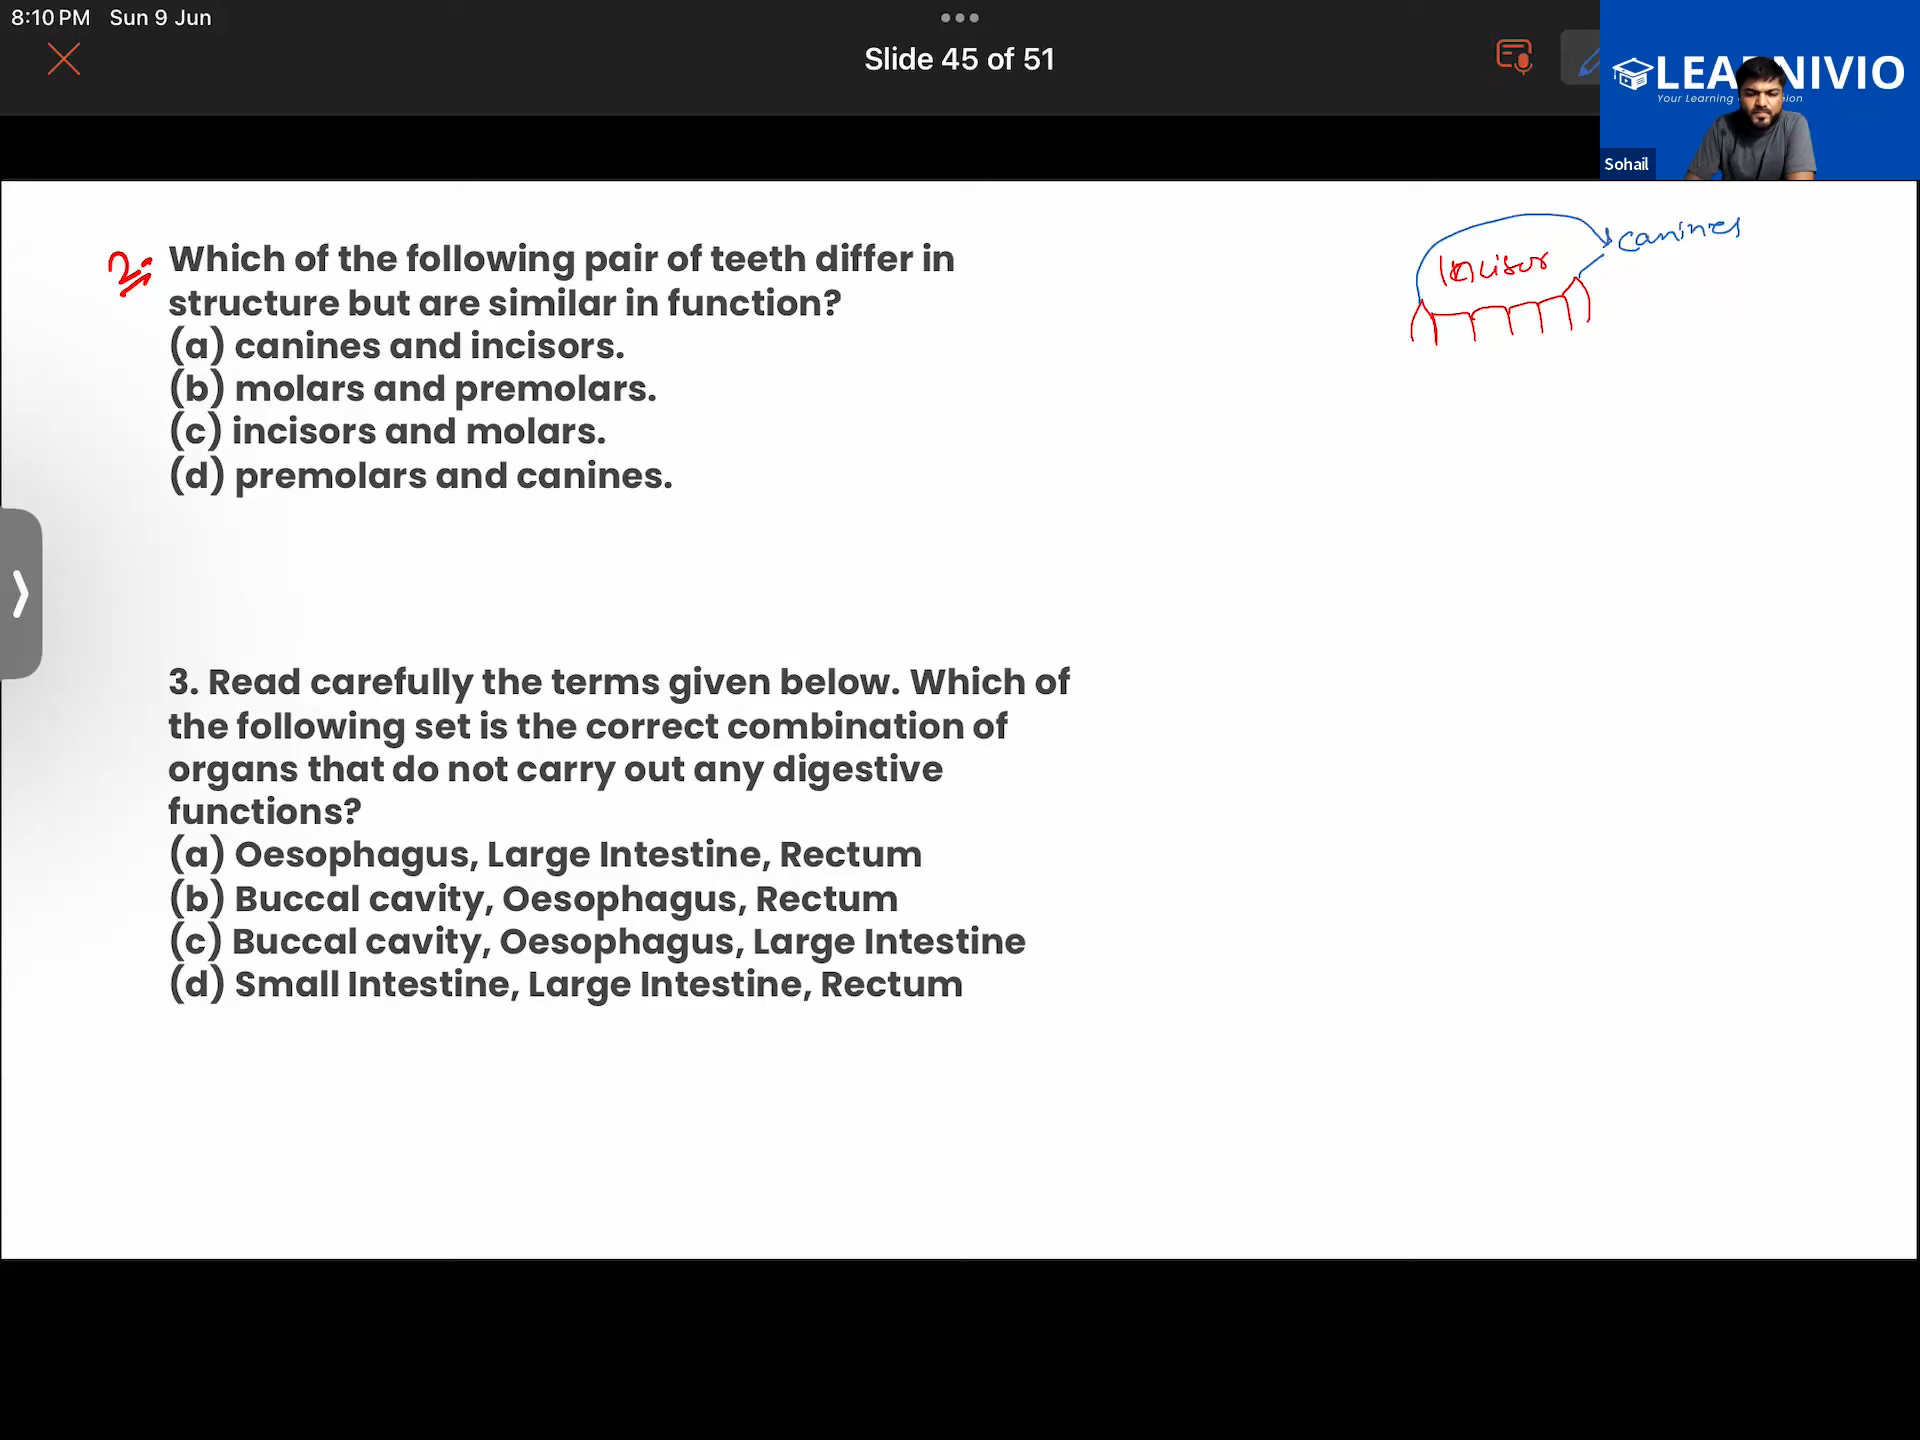 8:10 PM Sun 9 Jun
Slide 45 of 51
LEARNIVIO
Your Learning
Sohail
2:
Which of the following pair of teeth differ in
structure but are similar in function?
(a) canines and incisors.
(b) molars and premolars.
(c) incisors and molars.
(d) premolars and canines.
Incisor
canines
3. Read carefully the terms given below. Which of
the following set is the correct combination of
organs that do not carry out any digestive
functions?
(a) Oesophagus, Large Intestine, Rectum
(b) Buccal cavity, Oesophagus, Rectum
(c) Buccal cavity, Oesophagus, Large Intestine
(d) Small Intestine, Large Intestine, Rectum